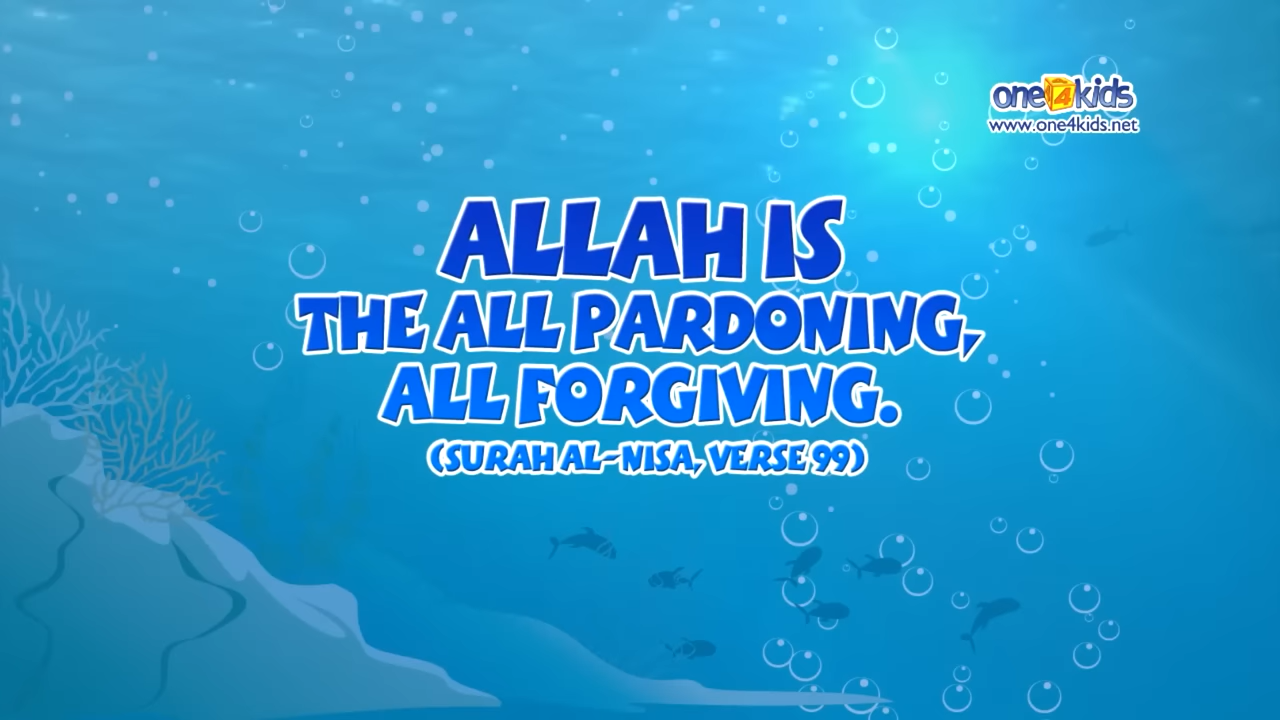 one4kids
www.one4kids.net
ALLAH IS
THE ALL PARDONING,
ALL FORGIVING.
(SURAH AL-NISA, VERSE 99)